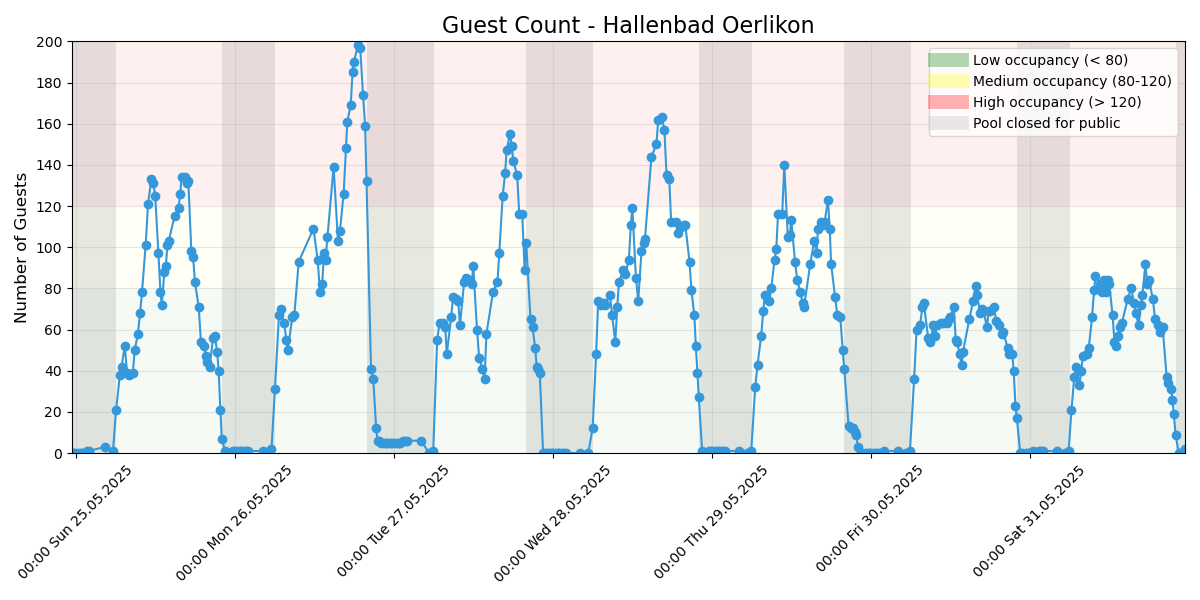 Guest Count - Hallenbad Oerlikon
Number of Guests
200
180
160
140
120
100
80
60
40
20
0
Low occupancy (< 80)
Medium occupancy (80-120)
High occupancy (> 120)
Pool closed for public
00:00 Sun 25.05.2025
00:00 Mon 26.05.2025
00:00 Tue 27.05.2025
00:00 Wed 28.05.2025
00:00 Thu 29.05.2025
00:00 Fri 30.05.2025
00:00 Sat 31.05.2025